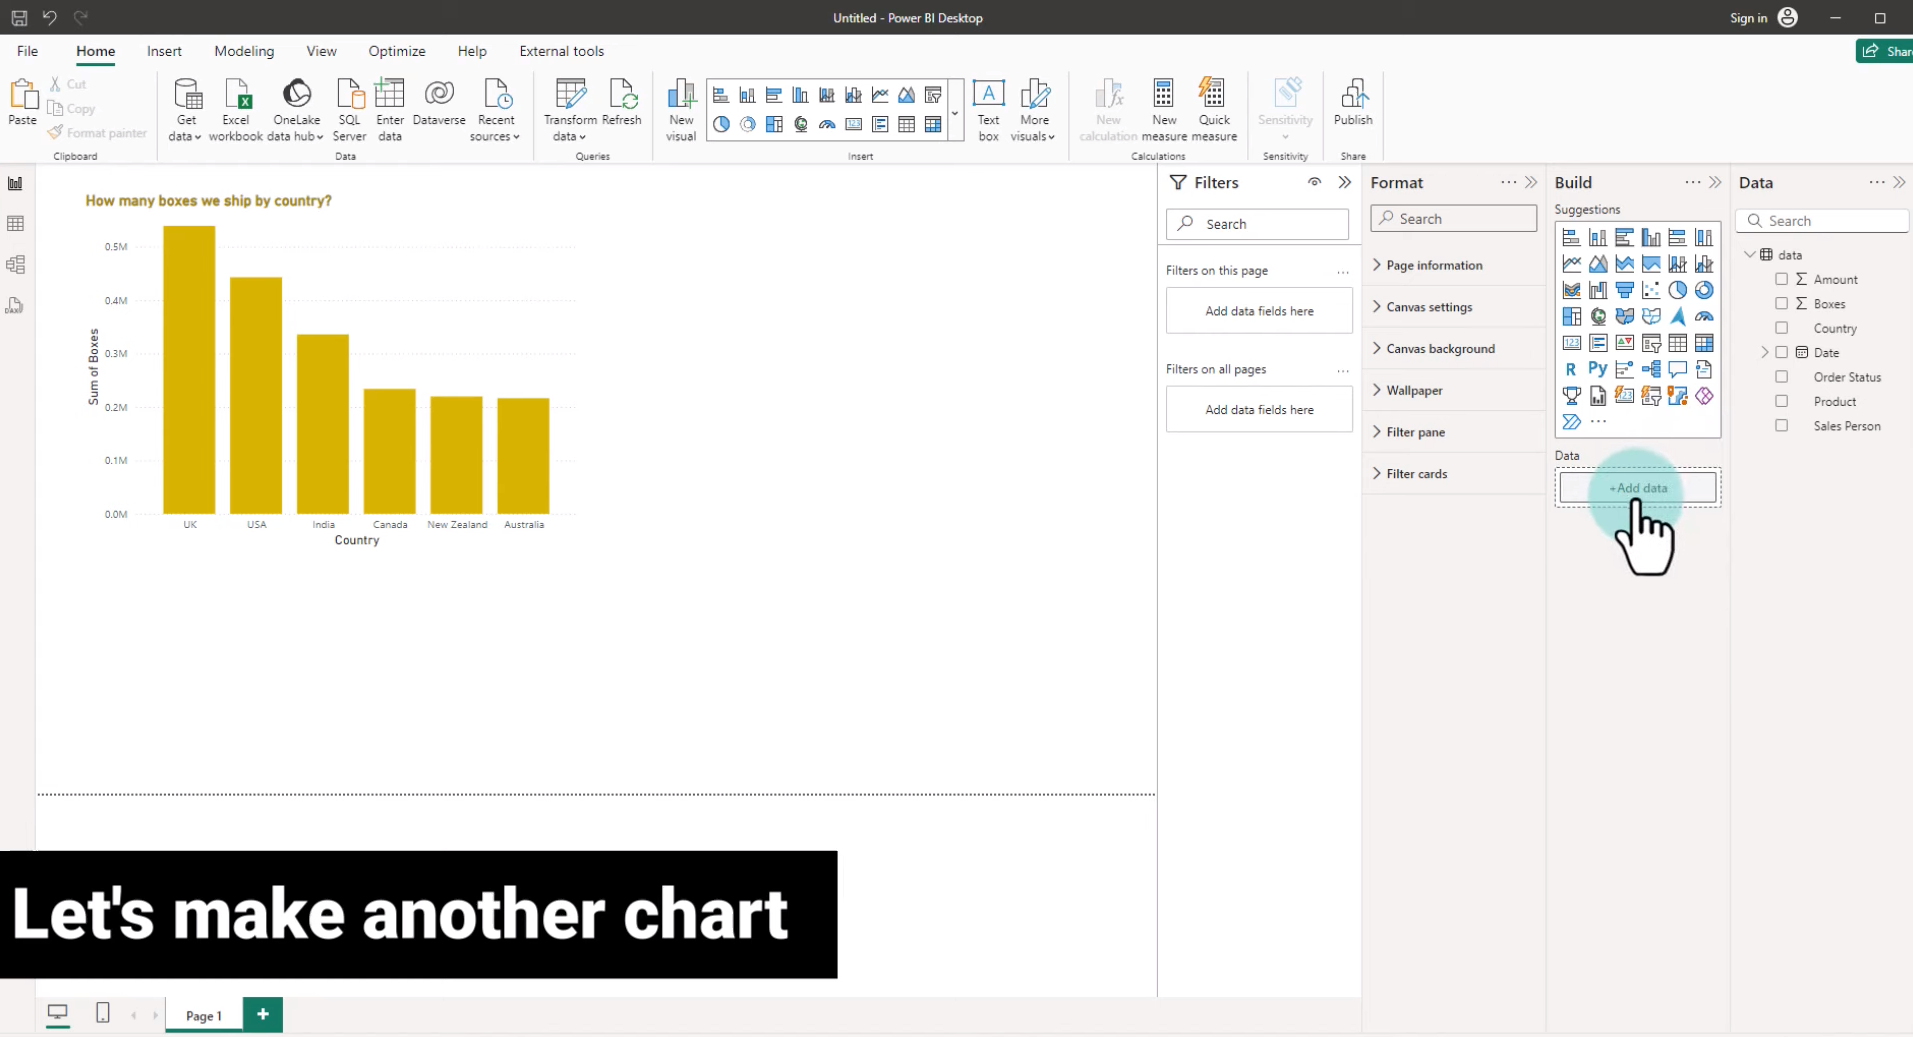 Untitled - Power BI Desktop
Sign in
File Home Insert Modeling View Optimize Help External tools
Share
Paste
Cut
Copy
Format painter
Clipboard
Get data
Excel workbook
OneLake data hub
SQL Server
Enter data
Dataverse
Recent sources
Data
Transform data
Refresh
Queries
New visual
Text box
More visuals
Insert
New calculation
New measure
Quick measure
Calculations
Sensitivity
Sensitivity
Publish
Share
How many boxes we ship by country?
0.5M
0.4M
0.3M
0.2M
0.1M
0.0M
Sum of Boxes
UK USA India Canada New Zealand Australia
Country
Filters
Search
Filters on this page
...
Add data fields here
Filters on all pages
...
Add data fields here
Format
Search
Page information
Canvas settings
Canvas background
Wallpaper
Filter pane
Filter cards
Build
Suggestions
R Py
123
Data
+Add data
Data
Search
data
Amount
Boxes
Country
Date
Order Status
Product
Sales Person
Let's make another chart
Page 1